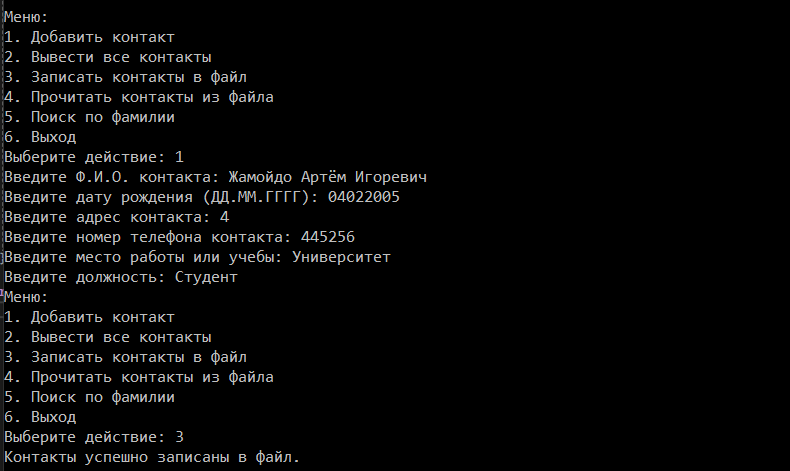 Меню:
1. Добавить контакт
2. Вывести все контакты
3. Записать контакты в файл
4. Прочитать контакты из файла
5. Поиск по фамилии
6. Выход
Выберите действие: 1
Введите Ф.И.О. контакта: Жамойдо Артём Игоревич
Введите дату рождения (ДД.ММ.ГГГГ): 04022005
Введите адрес контакта: 4
Введите номер телефона контакта: 445256
Введите место работы или учебы: Университет
Введите должность: Студент
Меню:
1. Добавить контакт
2. Вывести все контакты
3. Записать контакты в файл
4. Прочитать контакты из файла
5. Поиск по фамилии
6. Выход
Выберите действие: 3
Контакты успешно записаны в файл.